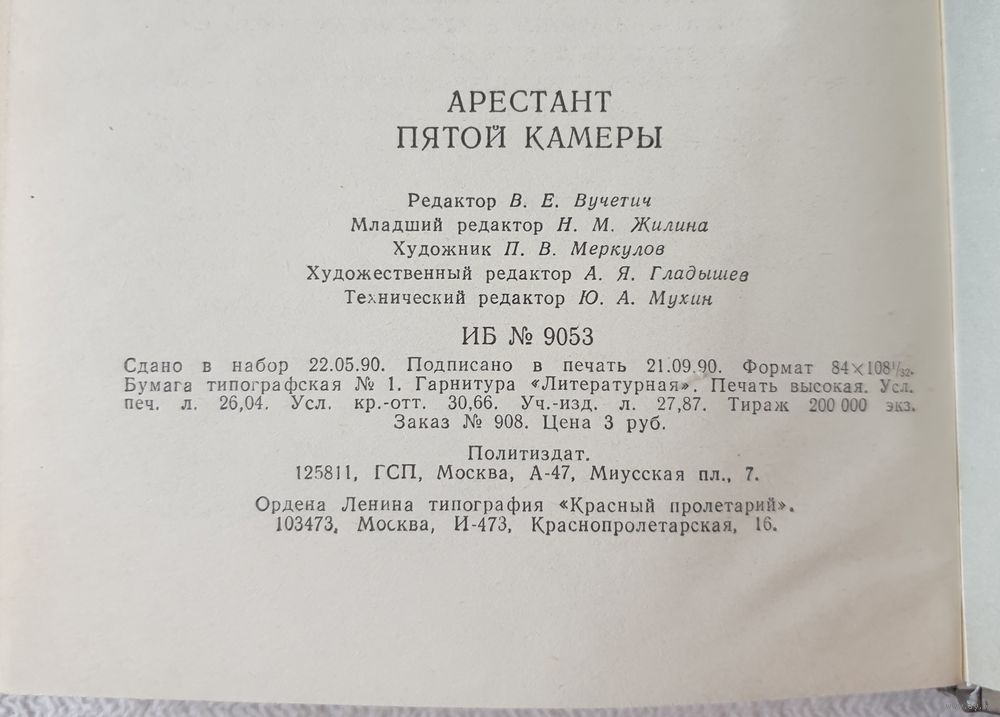 АРЕСТАНТ
ПЯТОЙ КАМЕРЫ
Редактор В. Е. Вучетич
Младший редактор Н. М. Жилина
Художник П. В. Меркулов
Художественный редактор А. Я. Гладышев
Технический редактор Ю. А. Мухин
ИБ № 9053
Сдано в набор 22.05.90. Подписано в печать 21.09.90. Формат 84×108¹/₃₂.
Бумага типографская № 1. Гарнитура «Литературная». Печать высокая. Усл.
печ. л. 26,04. Усл. кр.-отт. 30,66. Уч.-изд. л. 27,87. Тираж 200 000 экз.
Заказ № 908. Цена 3 руб.
Политиздат.
125811, ГСП, Москва, А-47, Миусская пл., 7.
Ордена Ленина типография «Красный пролетарий».
103473, Москва, И-473, Краснопролетарская, 16.